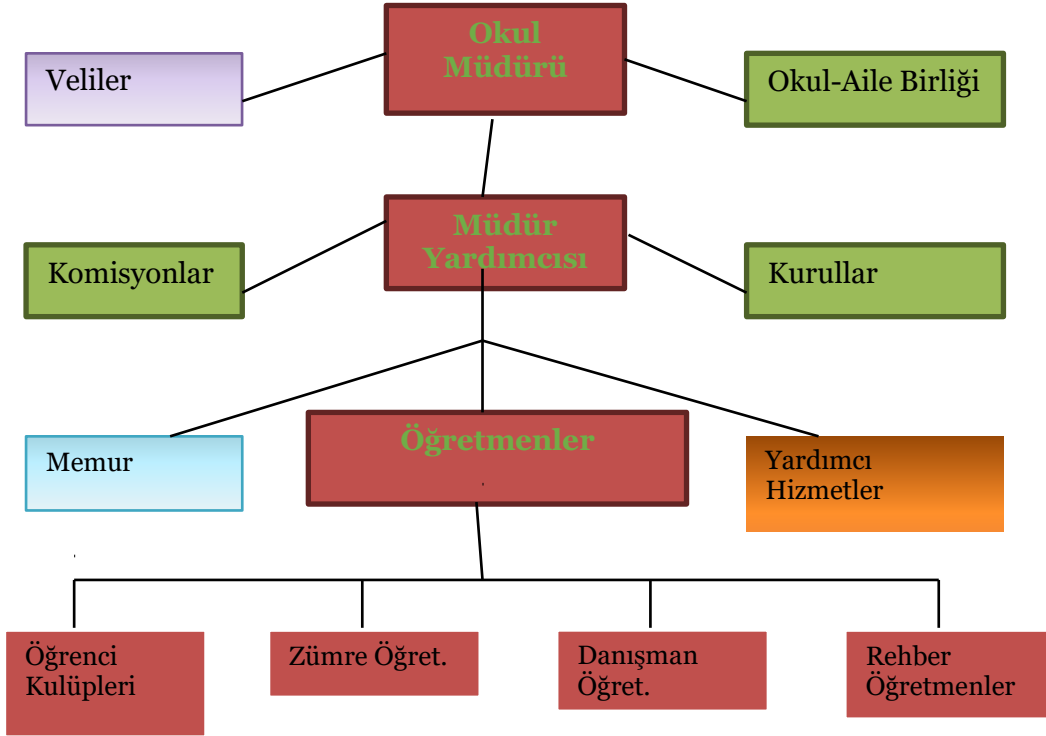 Okul
Müdürü
Veliler
Okul-Aile Birliği
Müdür
Yardımcısı
Komisyonlar
Kurullar
Öğretmenler
.
Memur
Yardımcı
Hizmetler
.
Öğrenci
Kulüpleri
Zümre Öğret.
Danışman
Öğret.
Rehber
Öğretmenler